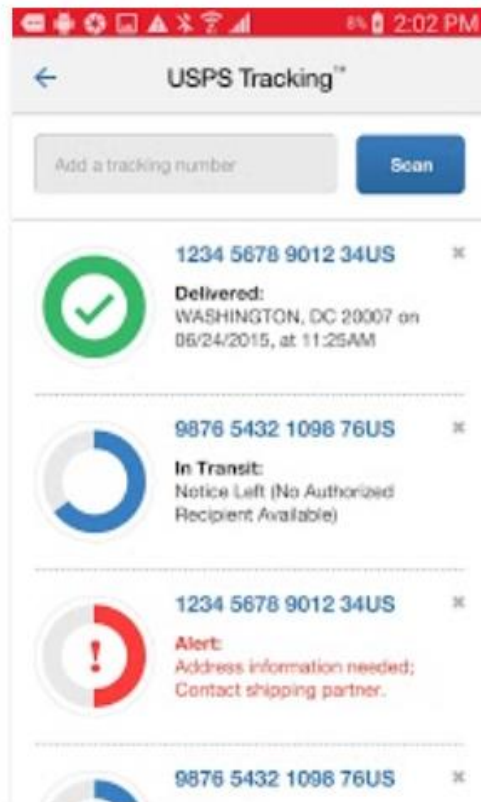 8% 2:02 PM
USPS Tracking™
Add a tracking number
Scan
1234 5678 9012 34US
Delivered:
WASHINGTON, DC 20007 on
06/24/2015, at 11:25AM
9876 5432 1098 76US
In Transit:
Notice Left (No Authorized
Recipient Available)
1234 5678 9012 34US
Alert:
Address information needed;
Contact shipping partner.
9876 5432 1098 76US